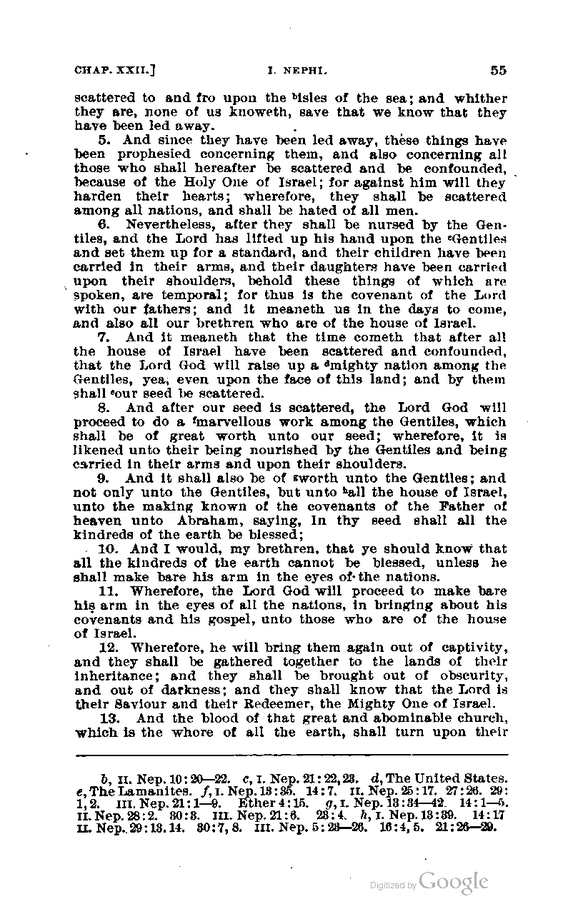 CHAP. XXII.] I. NEPHI. 55
scattered to and fro upon the ᵇisles of the sea; and whither
they are, none of us knoweth, save that we know that they
have been led away.
5. And since they have been led away, these things have
been prophesied concerning them, and also concerning all
those who shall hereafter be scattered and be confounded,
because of the Holy One of Israel; for against him will they
harden their hearts; wherefore, they shall be scattered
among all nations, and shall be hated of all men.
6. Nevertheless, after they shall be nursed by the Gen-
tiles, and the Lord has lifted up his hand upon the ᶜGentiles
and set them up for a standard, and their children have been
carried in their arms, and their daughters have been carried
upon their shoulders, behold these things of which are
spoken, are temporal; for thus is the covenant of the Lord
with our fathers; and it meaneth us in the days to come,
and also all our brethren who are of the house of Israel.
7. And it meaneth that the time cometh that after all
the house of Israel have been scattered and confounded,
that the Lord God will raise up a ᵈmighty nation among the
Gentiles, yea, even upon the face of this land; and by them
shall ᵉour seed be scattered.
8. And after our seed is scattered, the Lord God will
proceed to do a ᶠmarvellous work among the Gentiles, which
shall be of great worth unto our seed; wherefore, it is
likened unto their being nourished by the Gentiles and being
carried in their arms and upon their shoulders.
9. And it shall also be of ᵍworth unto the Gentiles; and
not only unto the Gentiles, but unto ʰall the house of Israel,
unto the making known of the covenants of the Father of
heaven unto Abraham, saying, In thy seed shall all the
kindreds of the earth be blessed;
10. And I would, my brethren, that ye should know that
all the kindreds of the earth cannot be blessed, unless he
shall make bare his arm in the eyes of the nations.
11. Wherefore, the Lord God will proceed to make bare
his arm in the eyes of all the nations, in bringing about his
covenants and his gospel, unto those who are of the house
of Israel.
12. Wherefore, he will bring them again out of captivity,
and they shall be gathered together to the lands of their
inheritance; and they shall be brought out of obscurity,
and out of darkness; and they shall know that the Lord is
their Saviour and their Redeemer, the Mighty One of Israel.
13. And the blood of that great and abominable church,
which is the whore of all the earth, shall turn upon their
b, II. Nep. 10:20—22. c, I. Nep. 21:22, 23. d, The United States.
e, The Lamanites. f, I. Nep. 13:35. 14:7. II. Nep. 25:17. 27:26. 29:
1, 2. III. Nep. 21:1—9. Ether 4:15. g, I. Nep. 13:34—42. 14:1—5.
II. Nep. 28:2. 30:3. III. Nep. 21:6. 23:4. h, I. Nep. 13:39. 14:17
II. Nep. 29:13, 14. 30:7, 8. III. Nep. 5:23—26. 16:4, 5. 21:26—29.
Digitized by Google